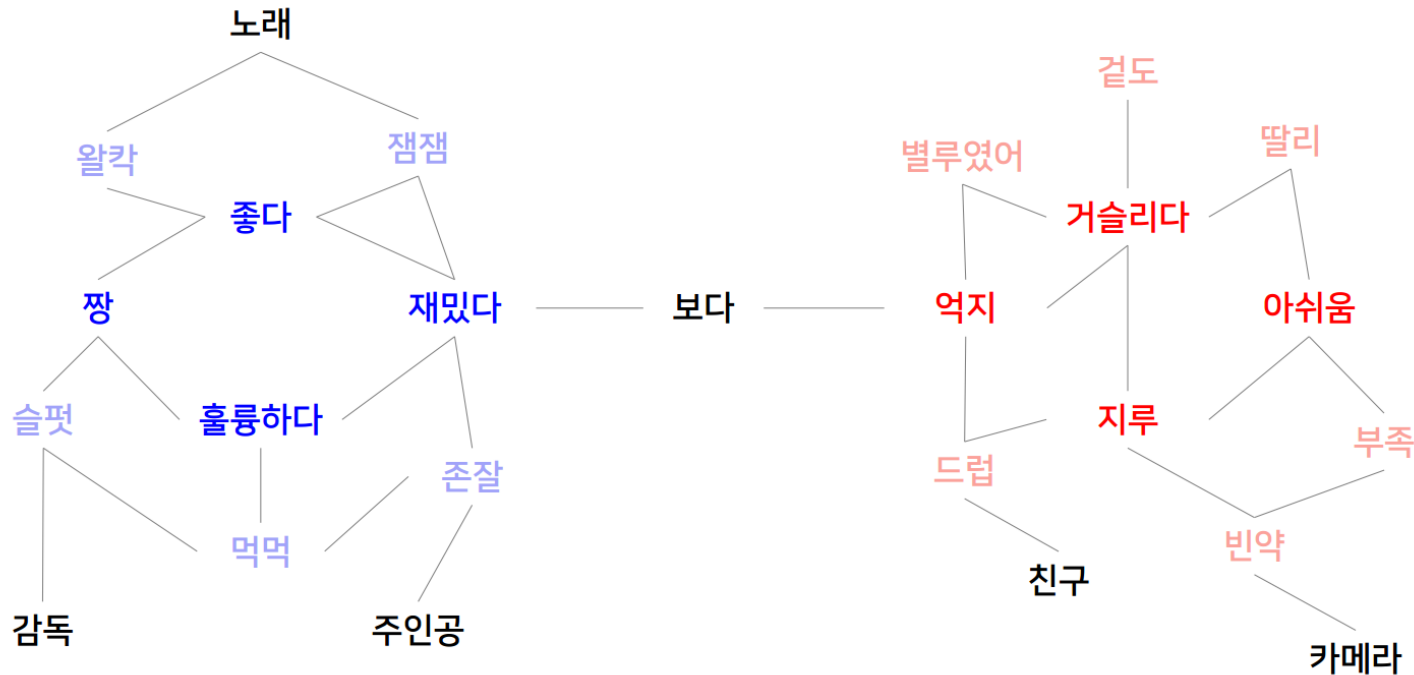 노래
겉도
왈칵
잼잼
별루였어
딸리
좋다
거슬리다
짱
재밌다
보다
억지
아쉬움
슬펏
훌륭하다
지루
부족
존잘
드럽
먹먹
빈약
친구
감독
주인공
카메라